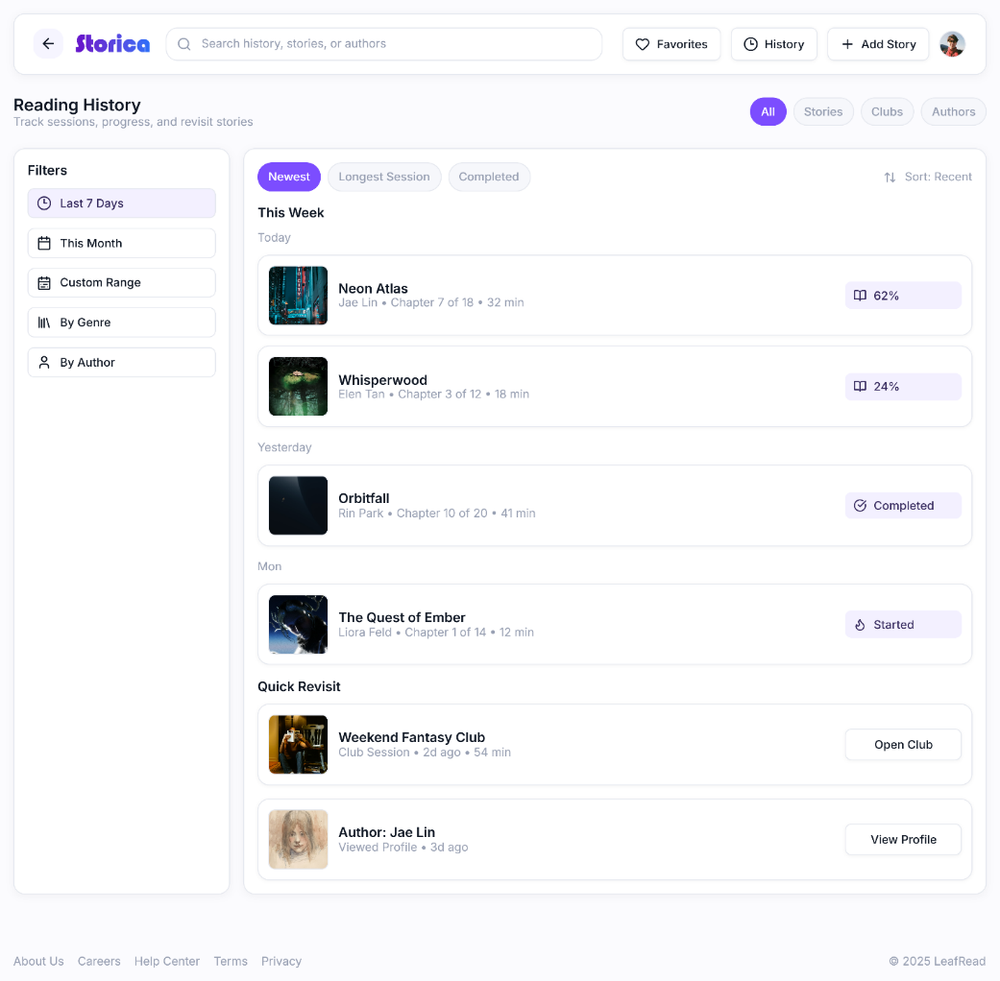 Storica
Search history, stories, or authors
Favorites
History
Add Story
Reading History
Track sessions, progress, and revisit stories
All
Stories
Clubs
Authors
Filters
Last 7 Days
This Month
Custom Range
By Genre
By Author
Newest
Longest Session
Completed
Sort: Recent
This Week
Today
Neon Atlas
Jae Lin • Chapter 7 of 18 • 32 min
62%
Whisperwood
Elen Tan • Chapter 3 of 12 • 18 min
24%
Yesterday
Orbitfall
Rin Park • Chapter 10 of 20 • 41 min
Completed
Mon
The Quest of Ember
Liora Feld • Chapter 1 of 14 • 12 min
Started
Quick Revisit
Weekend Fantasy Club
Club Session • 2d ago • 54 min
Open Club
Author: Jae Lin
Viewed Profile • 3d ago
View Profile
About Us
Careers
Help Center
Terms
Privacy
© 2025 LeafRead